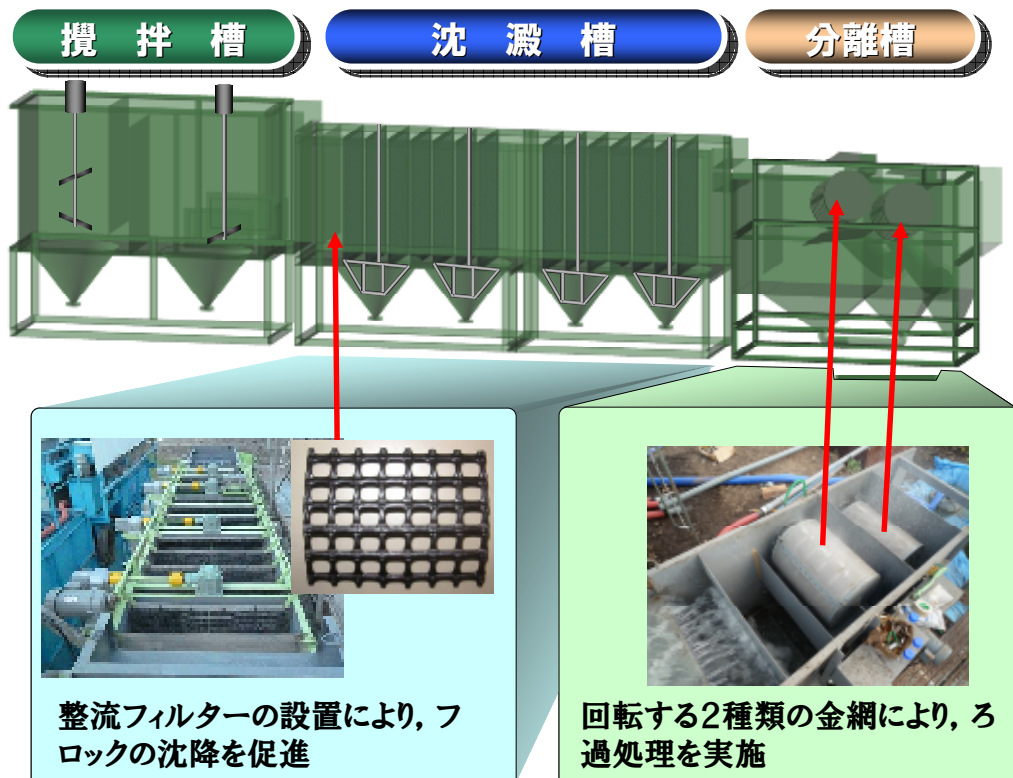 攪拌槽
沈澱槽
分離槽
整流フィルターの設置により, フ
ロックの沈降を促進
回転する2種類の金網により, ろ
過処理を実施